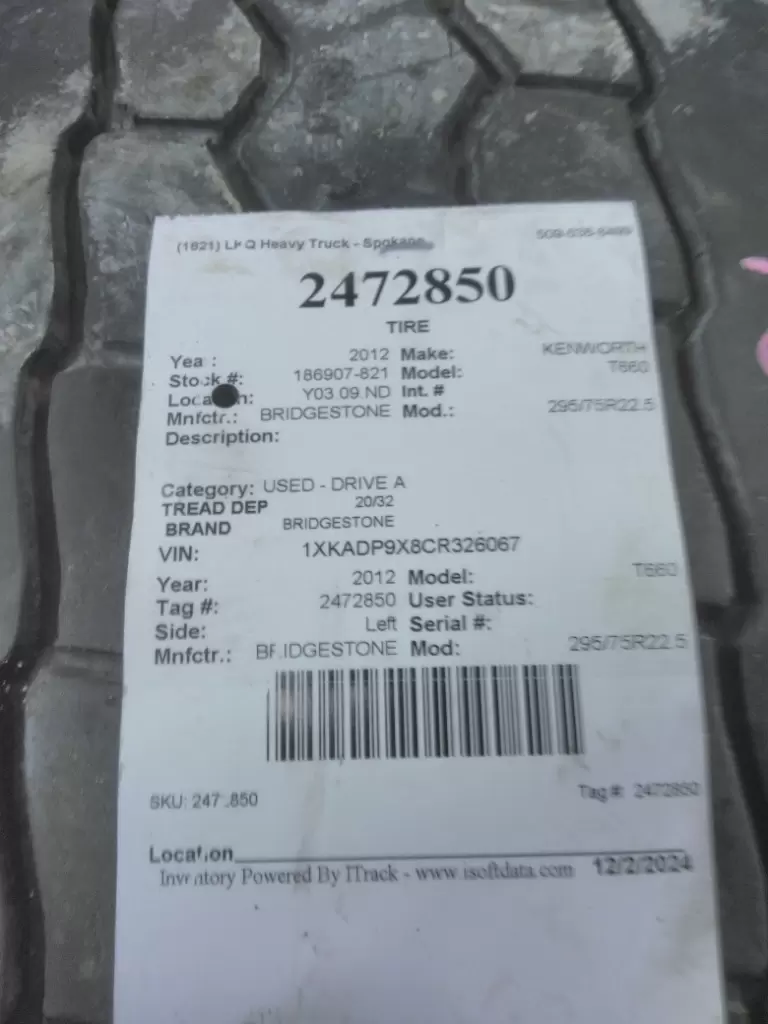 (1621) LKQ Heavy Truck - Spokane
2472850
TIRE
Year: 2012 Make: KENWORTH
Stock #: 186907-821 Model: T660
Location: Y03.09.ND Int. #
Mnfctr.: BRIDGESTONE Mod.: 295/75R22.5
Description:
Category: USED - DRIVE A
TREAD DEP 20/32
BRAND BRIDGESTONE
VIN: 1XKADP9X8CR326067
Year: 2012 Model: T660
Tag #: 2472850 User Status:
Side: Left Serial #:
Mnfctr.: BRIDGESTONE Mod: 295/75R22.5
SKU: 2472850 Tag #: 2472850
Location
Inventory Powered By ITrack - www.isoftdata.com 12/2/2024